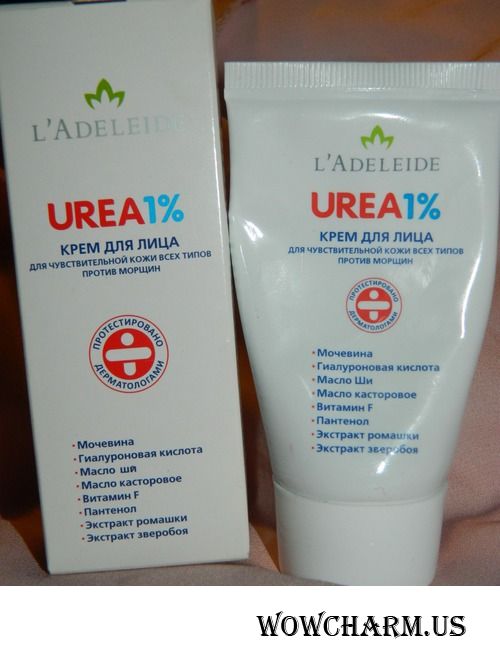 L'ADELEIDE
UREA1%
КРЕМ ДЛЯ ЛИЦА
ДЛЯ ЧУВСТВИТЕЛЬНОЙ КОЖИ ВСЕХ ТИПОВ
ПРОТИВ МОРЩИН
ПРОТЕСТИРОВАНО
ДЕРМАТОЛОГАМИ
• Мочевина
• Гиалуроновая кислота
• Масло ши
• Масло касторовое
• Витамин F
• Пантенол
• Экстракт ромашки
• Экстракт зверобоя
L'ADELEIDE
UREA1%
КРЕМ ДЛЯ ЛИЦА
ДЛЯ ЧУВСТВИТЕЛЬНОЙ КОЖИ ВСЕХ ТИПОВ
ПРОТИВ МОРЩИН
ПРОТЕСТИРОВАНО
ДЕРМАТОЛОГАМИ
• Мочевина
• Гиалуроновая кислота
• Масло Ши
• Масло касторовое
• Витамин F
• Пантенол
• Экстракт ромашки
• Экстракт зверобоя
WOWCHARM.US